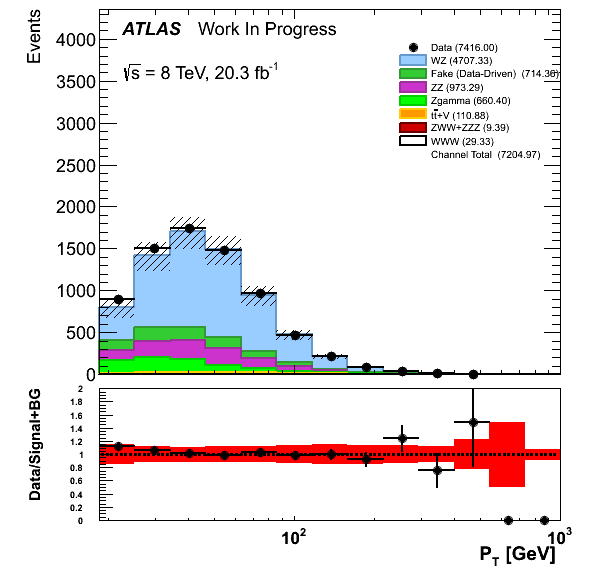 Events
ATLAS Work In Progress
√s = 8 TeV, 20.3 fb⁻¹
Data (7416.00)
WZ (4707.33)
Fake (Data-Driven) (714.36)
ZZ (973.29)
Zgamma (660.40)
tt̄+V (110.88)
ZWW+ZZZ (9.39)
WWW (29.33)
Channel Total (7204.97)
4000
3500
3000
2500
2000
1500
1000
500
0
Data/Signal+BG
2
1.8
1.6
1.4
1.2
1
0.8
0.6
0.4
0.2
0
10²
10³
P_T [GeV]